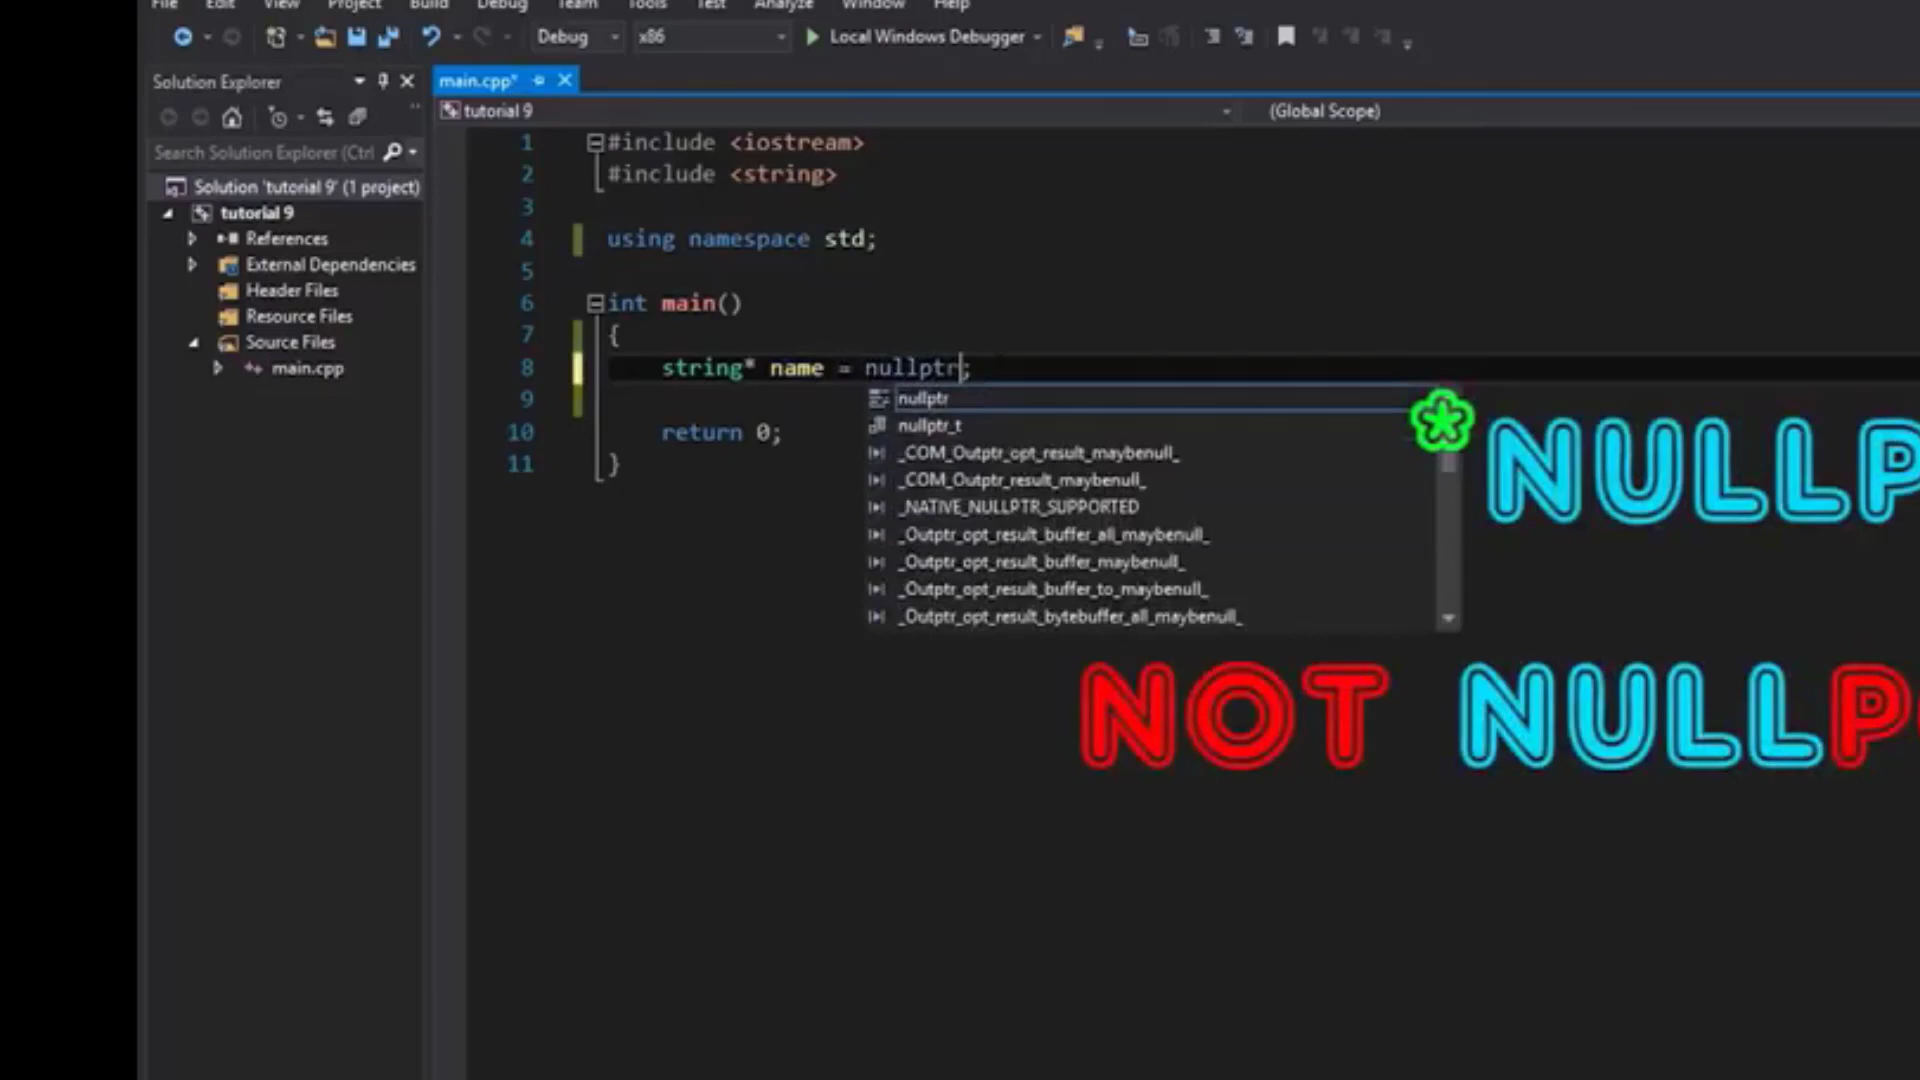 File Edit View Project Build Debug Team Tools Test Analyze Window Help
Debug x86 Local Windows Debugger
Solution Explorer
main.cpp*
tutorial 9 (Global Scope)
Search Solution Explorer (Ctrl
Solution 'tutorial 9' (1 project)
tutorial 9
References
External Dependencies
Header Files
Resource Files
Source Files
main.cpp
1 #include <iostream>
2 #include <string>
3
4 using namespace std;
5
6 int main()
7 {
8 string* name = nullptr;
9
10 return 0;
11 }
nullptr
nullptr_t
_COM_Outptr_opt_result_maybenull_
_COM_Outptr_result_maybenull_
_NATIVE_NULLPTR_SUPPORTED
_Outptr_opt_result_buffer_all_maybenull_
_Outptr_opt_result_buffer_maybenull_
_Outptr_opt_result_buffer_to_maybenull_
_Outptr_opt_result_bytebuffer_all_maybenull_
*NULLP
NOT NULLP